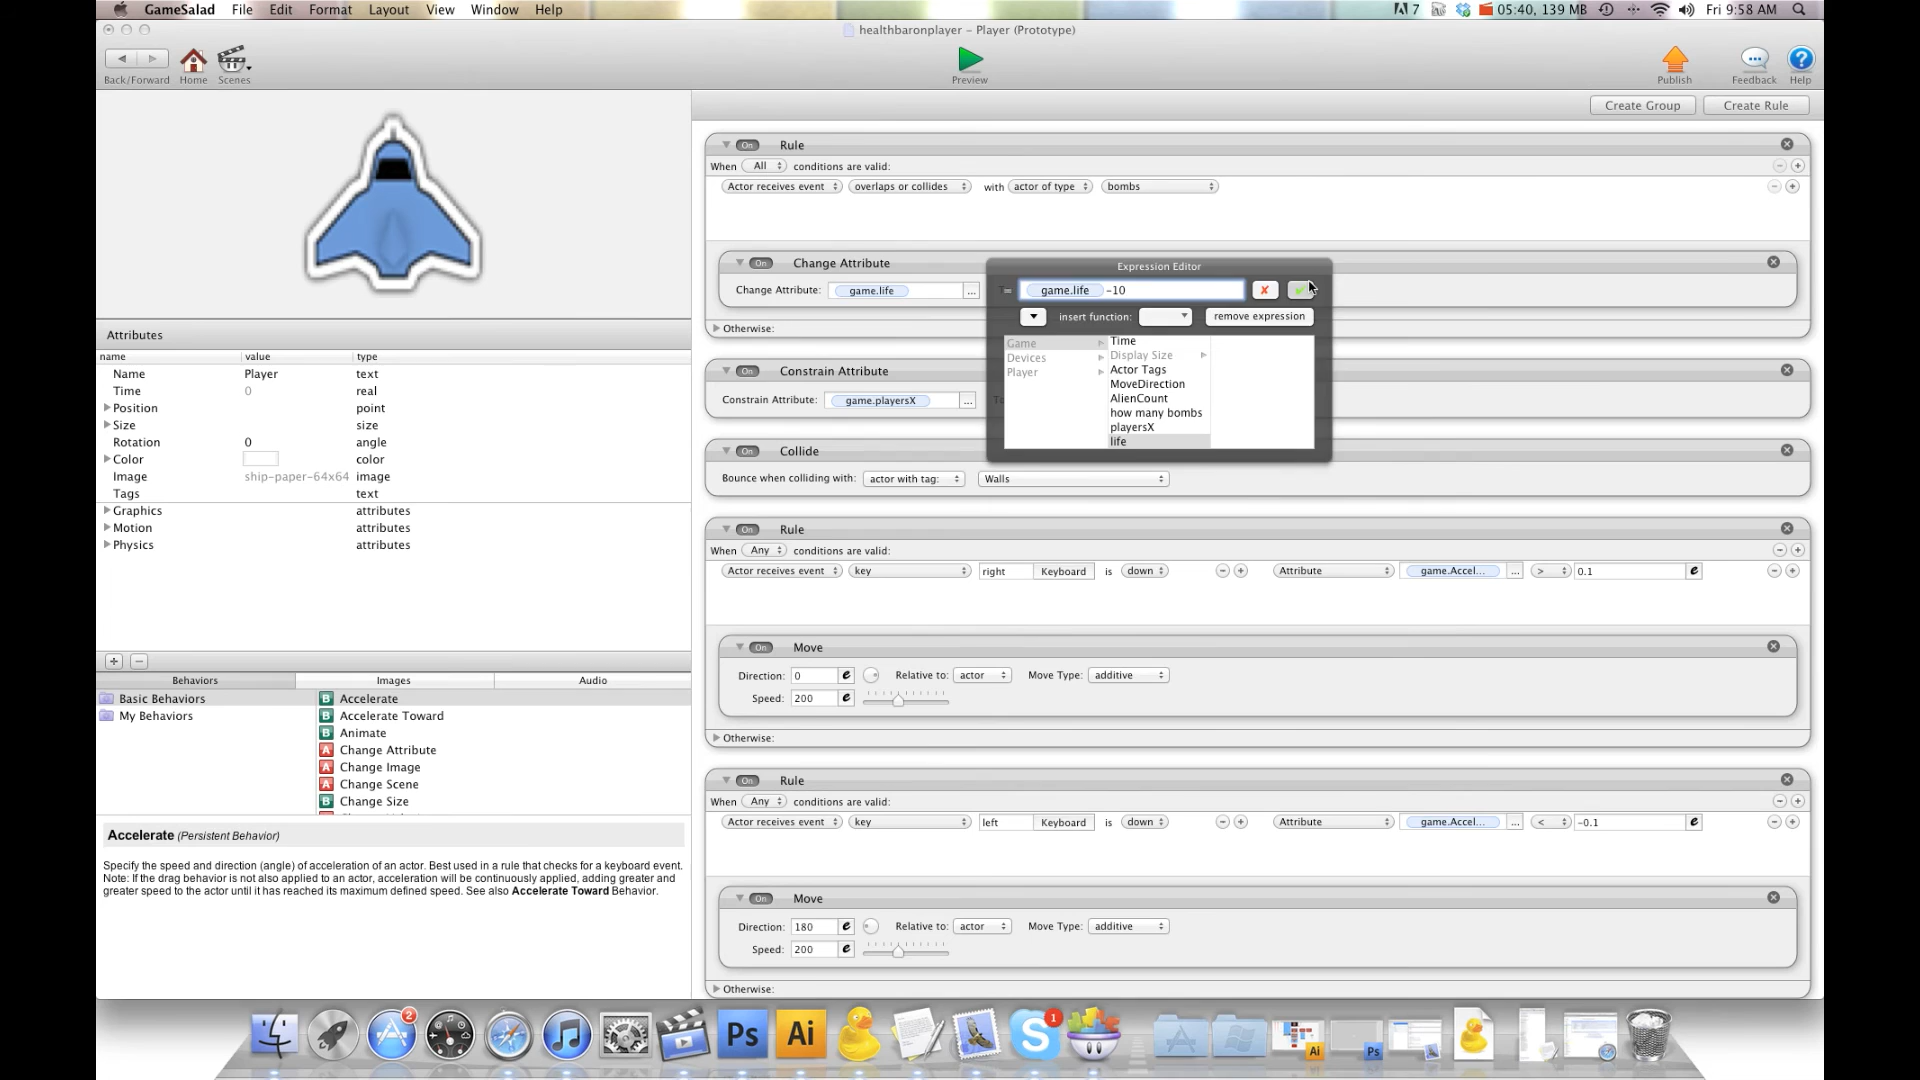 GameSalad File Edit Format Layout View Window Help 7 05:40, 139 MB Fri 9:58 AM
healthbaronplayer – Player (Prototype)
Back/Forward Home Scenes Preview Publish Feedback Help
Create Group Create Rule
On Rule
When All conditions are valid:
Actor receives event overlaps or collides with actor of type bombs
On Change Attribute
Change Attribute: game.life ...
Otherwise:
Expression Editor
= game.life -10
insert function: remove expression
Game Time
Devices Display Size
Player Actor Tags
MoveDirection
AlienCount
how many bombs
playersX
life
On Constrain Attribute
Constrain Attribute: game.playersX ...
On Collide
Bounce when colliding with: actor with tag: Walls
On Rule
When Any conditions are valid:
Actor receives event key right Keyboard is down Attribute game.Accel... ... > 0.1 e
On Move
Direction: 0 e Relative to: actor Move Type: additive
Speed: 200 e
Otherwise:
On Rule
When Any conditions are valid:
Actor receives event key left Keyboard is down Attribute game.Accel... ... < -0.1 e
On Move
Direction: 180 e Relative to: actor Move Type: additive
Speed: 200 e
Otherwise:
Attributes
name value type
Name Player text
Time 0 real
Position point
Size size
Rotation 0 angle
Color color
Image ship-paper-64x64 image
Tags text
Graphics attributes
Motion attributes
Physics attributes
Behaviors Images Audio
Basic Behaviors B Accelerate
My Behaviors B Accelerate Toward
B Animate
A Change Attribute
A Change Image
A Change Scene
B Change Size
Accelerate (Persistent Behavior)
Specify the speed and direction (angle) of acceleration of an actor. Best used in a rule that checks for a keyboard event.
Note: If the drag behavior is not also applied to an actor, acceleration will be continuously applied, adding greater and
greater speed to the actor until it has reached its maximum defined speed. See also Accelerate Toward Behavior.
2 Ps Ai S 1 Ai Ps